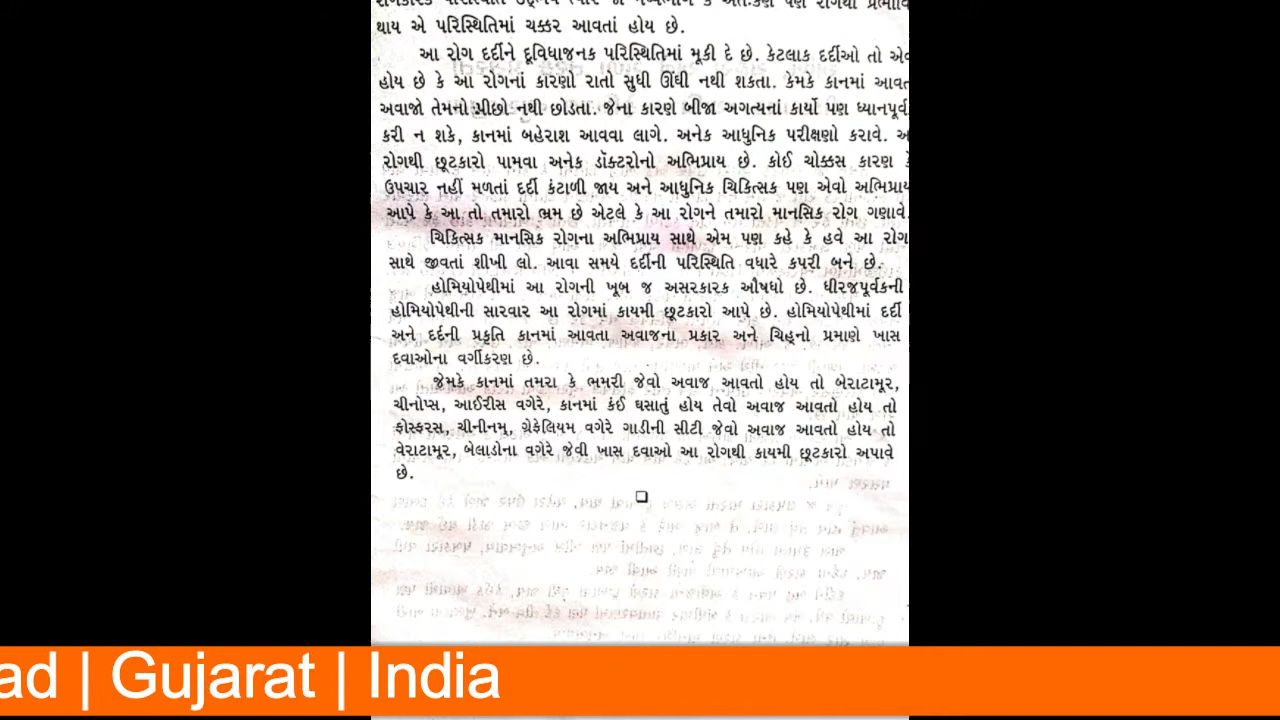 થાય એ પરિસ્થિતિમાં ચક્કર આવતાં હોય છે.
આ રોગ દર્દીને દૂવિધાજનક પરિસ્થિતિમાં મૂકી દે છે. કેટલાક દર્દીઓ તો
હોય છે કે આ રોગનાં કારણો રાતો સુધી ઊંઘી નથી શકતા. કેમકે કાનમાં
અવાજો તેમનો પીછો નથી છોડતા. જેના કારણે બીજા અગત્યનાં કાર્યો પણ
કરી ન શકે, કાનમાં બહેરાશ આવવા લાગે. અનેક આધુનિક પરીક્ષણો કરાવે.
રોગથી છૂટકારો પામવા અનેક ડૉક્ટરોનો અભિપ્રાય છે. કોઈ ચોક્કસ કારણ
ઉપચાર નહીં મળતાં દર્દી કંટાળી જાય અને આધુનિક ચિકિત્સક પણ એવો અભિપ્રાય
આપે કે આ તો તમારો ભ્રમ છે એટલે કે આ રોગને તમારો માનસિક રોગ ગણાવે.
ચિકિત્સક માનસિક રોગના અભિપ્રાય સાથે એમ પણ કહે કે હવે આ રોગ
સાથે જીવતાં શીખી લો. આવા સમયે દર્દીની પરિસ્થિતિ વધારે કપરી બને છે.
હોમિયોપેથીમાં આ રોગની ખૂબ જ અસરકારક ઔષધો છે. ધીરજપૂર્વકની
હોમિયોપેથીની સારવાર આ રોગમાં કાયમી છૂટકારો આપે છે. હોમિયોપેથીમાં દર્દી
અને દર્દની પ્રકૃતિ કાનમાં આવતા અવાજના પ્રકાર અને ચિહ્નો પ્રમાણે ખાસ
દવાઓના વર્ગીકરણ છે.
જેમકે કાનમાં તમરા કે ભમરી જેવો અવાજ આવતો હોય તો બેરાટામૂર,
ચીનોપ્સ, આઈરીસ વગેરે, કાનમાં કંઈ ઘસાતું હોય તેવો અવાજ આવતો હોય તો
ફોસ્ફરસ, ચીનીનમ્, ગ્રેફેલિયમ વગેરે ગાડીની સીટી જેવો અવાજ આવતો હોય તો
વેરાટામૂર, બેલાડોના વગેરે જેવી ખાસ દવાઓ આ રોગથી કાયમી છૂટકારો અપાવે
છે.
ad | Gujarat | India